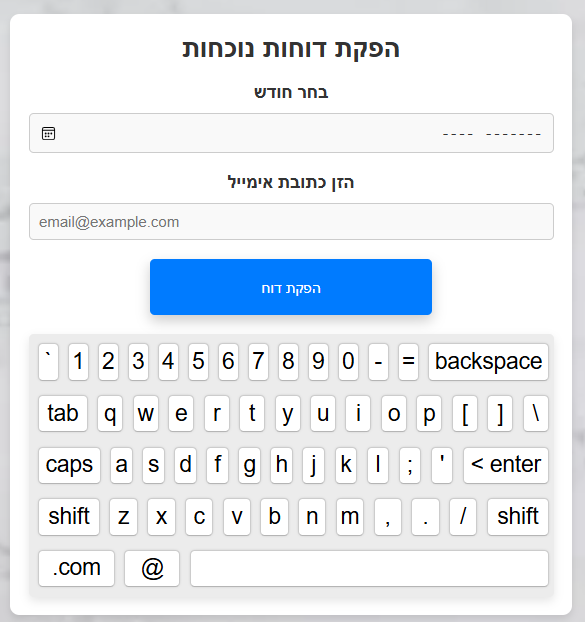 הפקת דוחות נוכחות
בחר חודש
------- ----
הזן כתובת אימייל
email@example.com
הפקת דוח
` 1 2 3 4 5 6 7 8 9 0 - = backspace
tab q w e r t y u i o p [ ] \
caps a s d f g h j k l ; ' < enter
shift z x c v b n m , . / shift
.com @